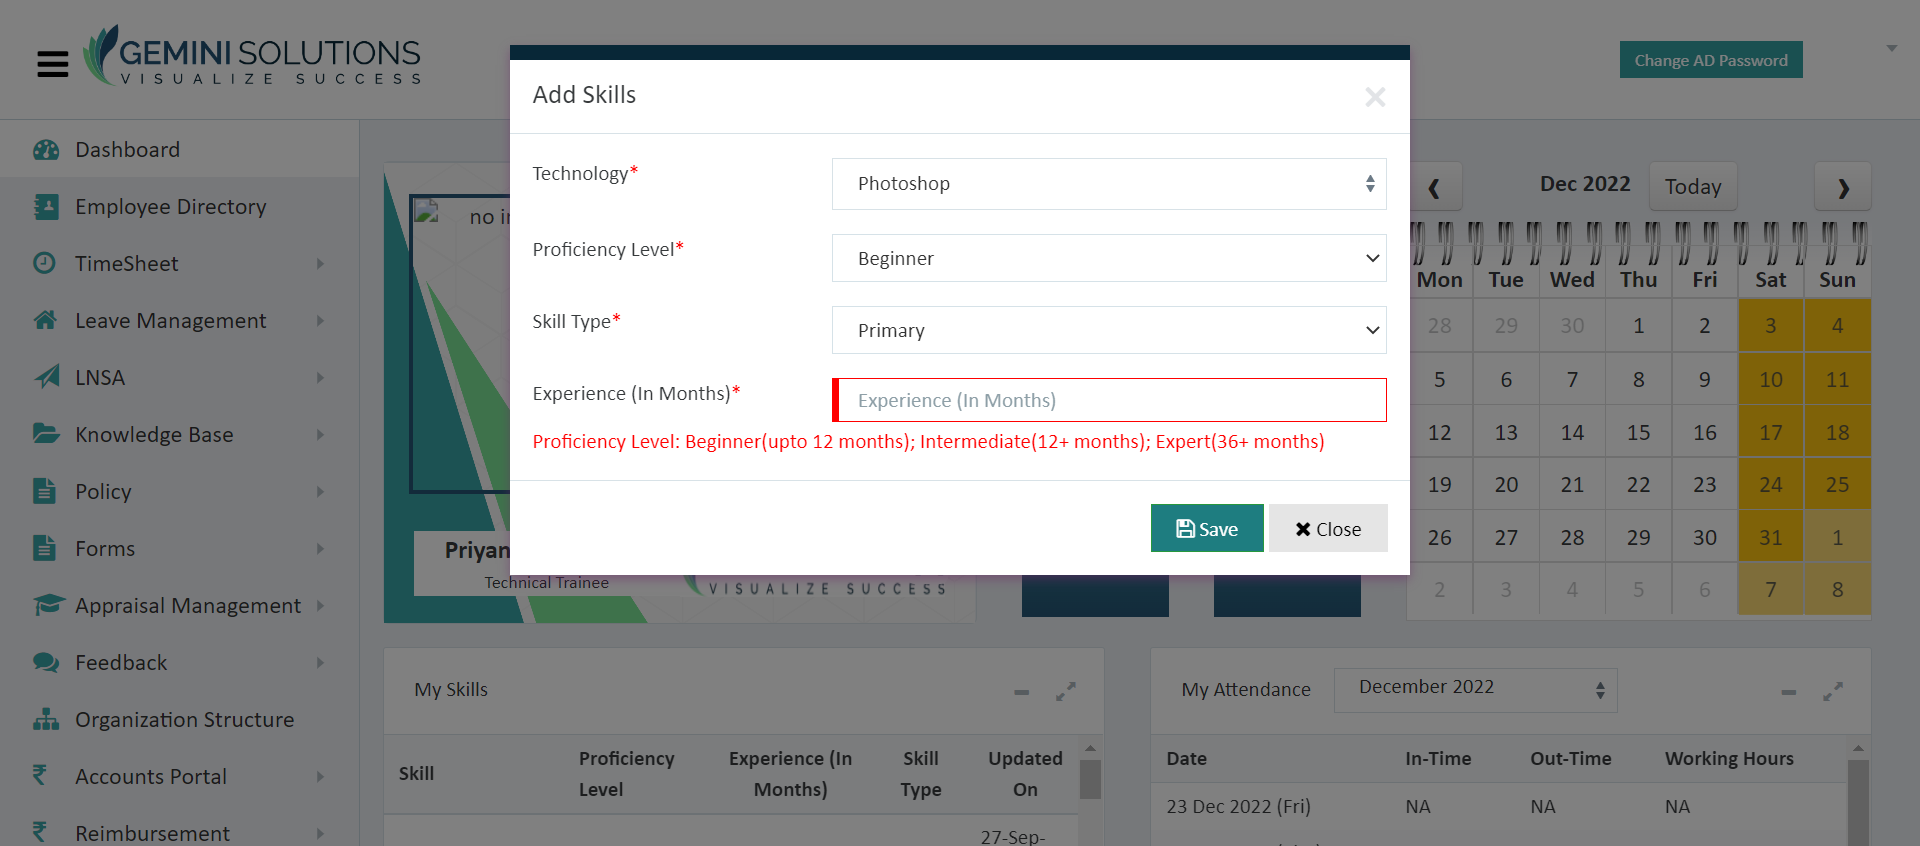 GEMINI SOLUTIONS
VISUALIZE SUCCESS
Change AD Password
Dashboard
Employee Directory
TimeSheet
Leave Management
LNSA
Knowledge Base
Policy
Forms
Appraisal Management
Feedback
Organization Structure
Accounts Portal
Reimbursement
no
Technical Trainee
VISUALIZE SUCCESS
Add Skills
Technology*
Photoshop
Proficiency Level*
Beginner
Skill Type*
Primary
Experience (In Months)*
Experience (In Months)
Proficiency Level: Beginner(upto 12 months); Intermediate(12+ months); Expert(36+ months)
Save
Close
Dec 2022
Today
Mon Tue Wed Thu Fri Sat Sun
28 29 30 1 2 3 4
5 6 7 8 9 10 11
12 13 14 15 16 17 18
19 20 21 22 23 24 25
26 27 28 29 30 31 1
2 3 4 5 6 7 8
My Skills
Skill Proficiency Level Experience (In Months) Skill Type Updated On
27-Sep-
My Attendance
December 2022
Date In-Time Out-Time Working Hours
23 Dec 2022 (Fri) NA NA NA